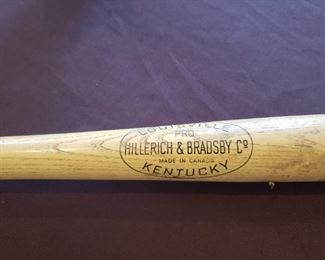 LOUISVILLE
PRO
HILLERICH & BRADSBY Cº
MADE IN CANADA
KENTUCKY